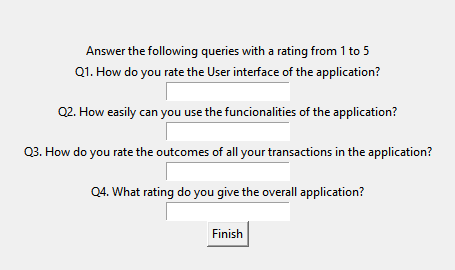 Answer the following queries with a rating from 1 to 5
Q1. How do you rate the User interface of the application?
Q2. How easily can you use the funcionalities of the application?
Q3. How do you rate the outcomes of all your transactions in the application?
Q4. What rating do you give the overall application?
Finish